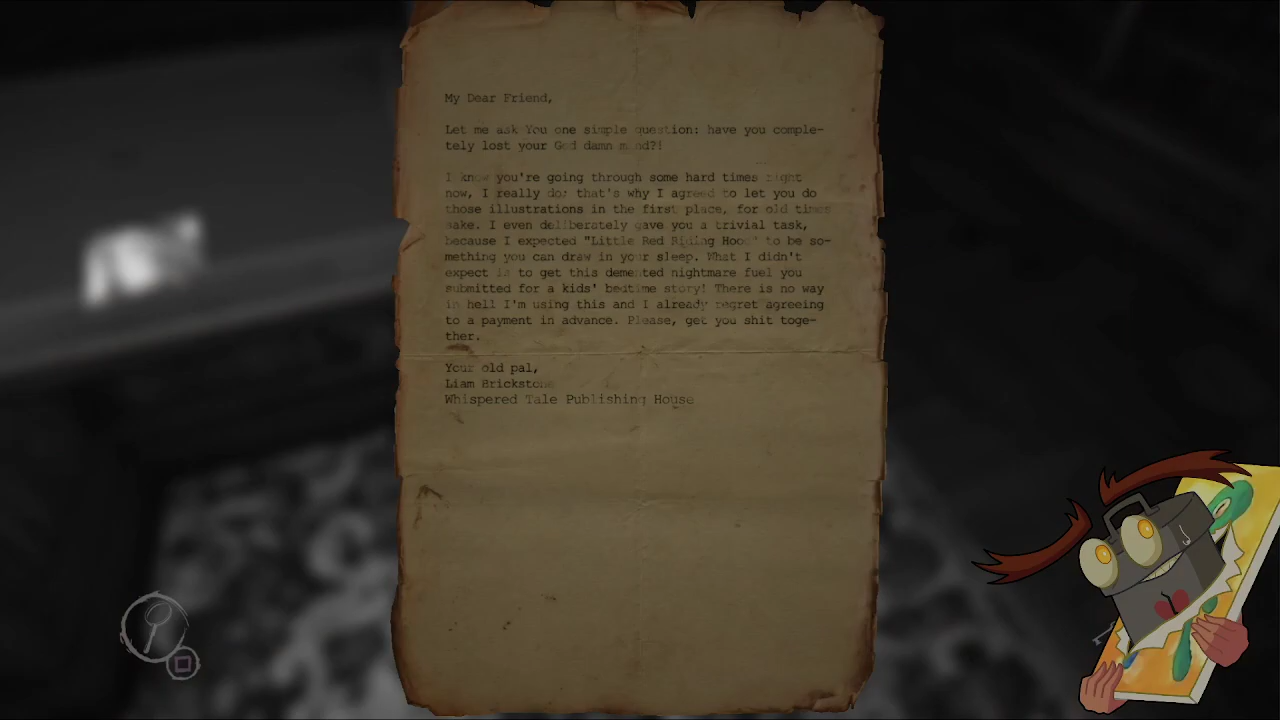 My Dear Friend,
Let me ask You one simple question: have you comple-
tely lost your God damn mind?!
I know you're going through some hard times right
now, I really do; that's why I agreed to let you do
those illustrations in the first place, for old times
sake. I even deliberately gave you a trivial task,
because I expected "Little Red Riding Hood" to be so-
mething you can draw in your sleep. What I didn't
expect is to get this demented nightmare fuel you
submitted for a kids' bedtime story! There is no way
in hell I'm using this and I already regret agreeing
to a payment in advance. Please, get you shit toge-
ther.
Your old pal,
Liam Brickstone
Whispered Tale Publishing House